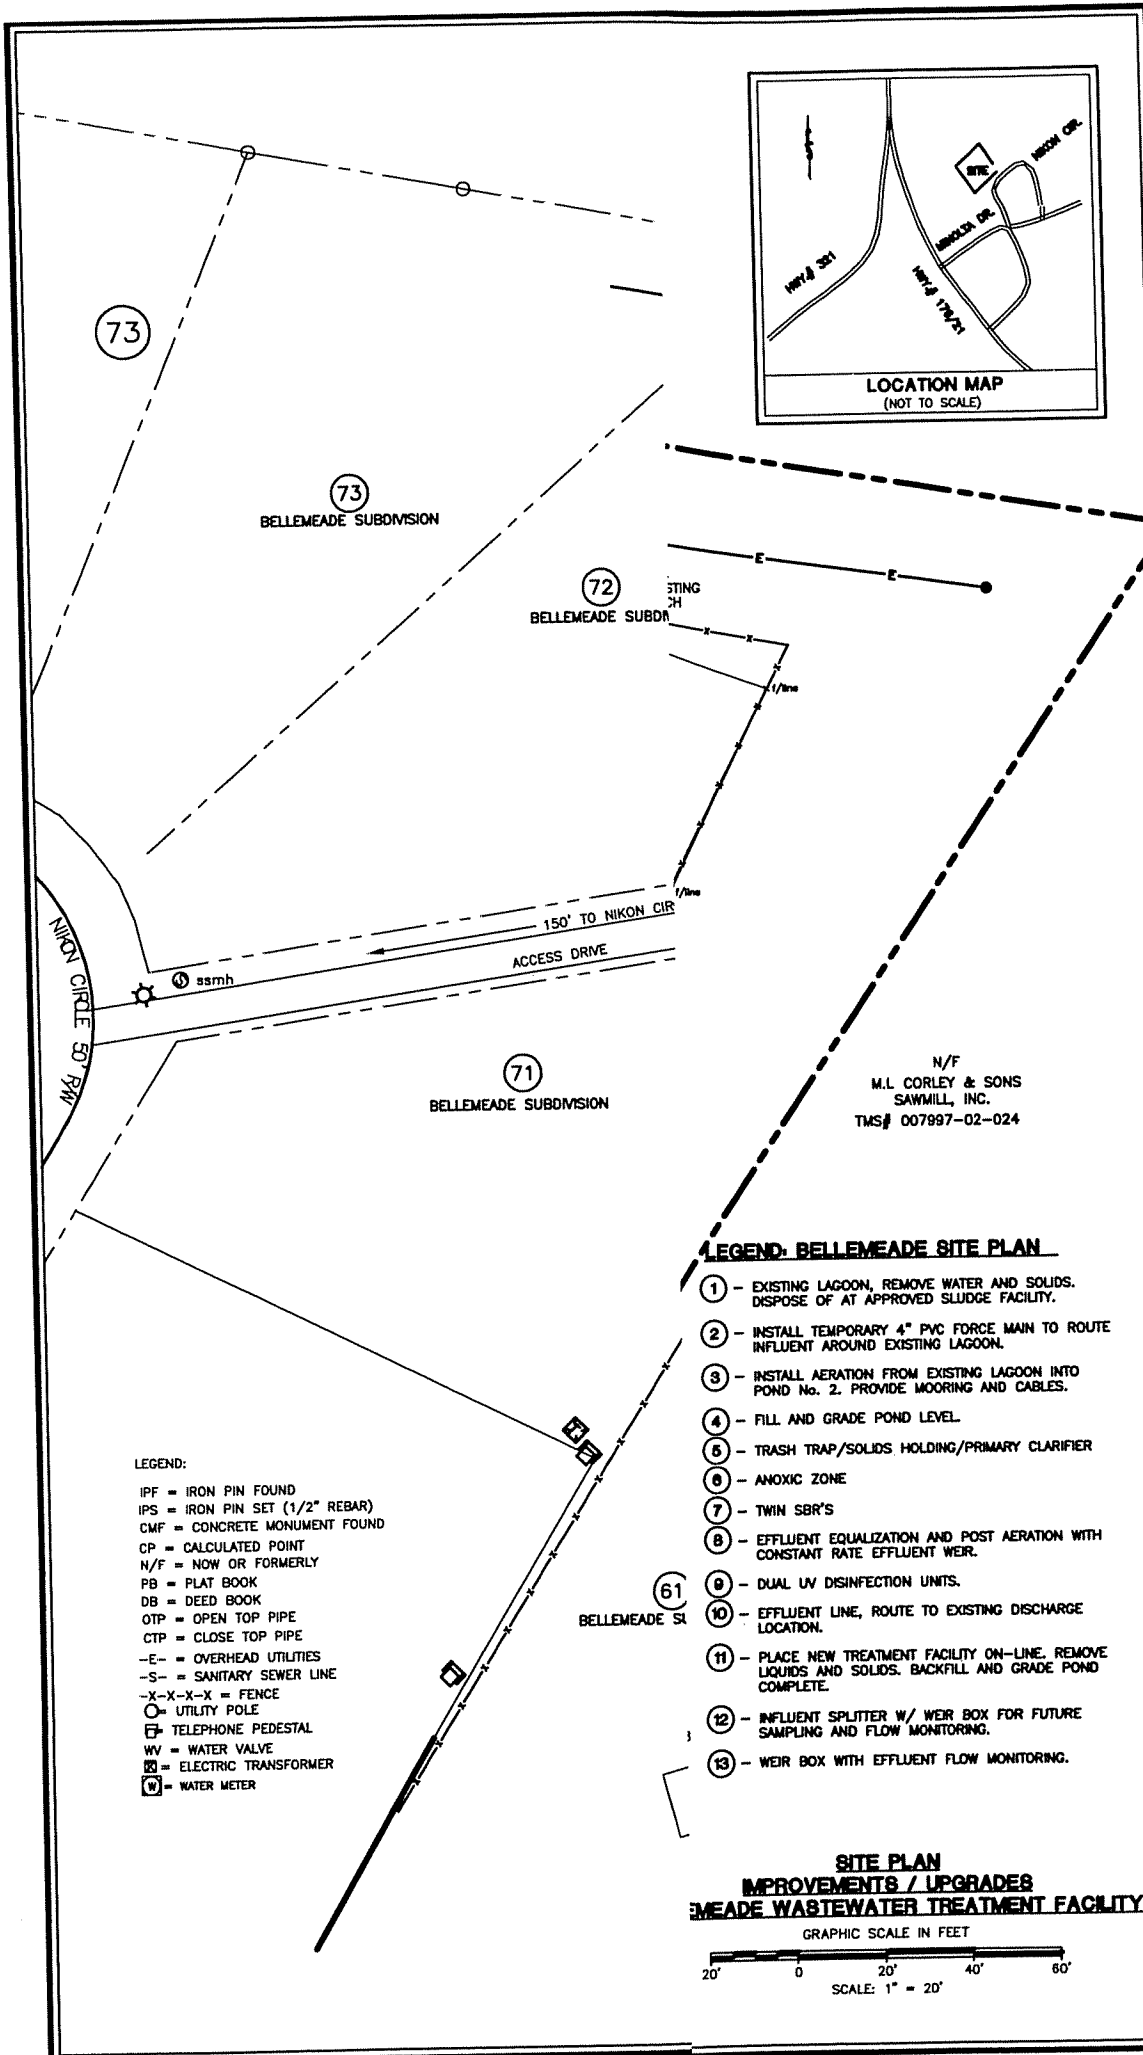 SITE
NIKON CIR.
MINOLTA DR.
HWY.# 321
HWY.# 176/21
LOCATION MAP
(NOT TO SCALE)
73
73
BELLEMEADE SUBDIVISION
72
BELLEMEADE SUBDI
STING
CH
E
E
f/line
f/line
150' TO NIKON CIR
ACCESS DRIVE
ssmh
NIKON CIRCLE 50' R/W
71
BELLEMEADE SUBDIVISION
N/F
M.L CORLEY & SONS
SAWMILL, INC.
TMS# 007997-02-024
LEGEND: BELLEMEADE SITE PLAN
1 - EXISTING LAGOON, REMOVE WATER AND SOLIDS.
DISPOSE OF AT APPROVED SLUDGE FACILITY.
2 - INSTALL TEMPORARY 4" PVC FORCE MAIN TO ROUTE
INFLUENT AROUND EXISTING LAGOON.
3 - INSTALL AERATION FROM EXISTING LAGOON INTO
POND No. 2. PROVIDE MOORING AND CABLES.
4 - FILL AND GRADE POND LEVEL.
5 - TRASH TRAP/SOLIDS HOLDING/PRIMARY CLARIFIER
6 - ANOXIC ZONE
7 - TWIN SBR'S
8 - EFFLUENT EQUALIZATION AND POST AERATION WITH
CONSTANT RATE EFFLUENT WEIR.
9 - DUAL UV DISINFECTION UNITS.
10 - EFFLUENT LINE, ROUTE TO EXISTING DISCHARGE
LOCATION.
11 - PLACE NEW TREATMENT FACILITY ON-LINE. REMOVE
LIQUIDS AND SOLIDS. BACKFILL AND GRADE POND
COMPLETE.
12 - INFLUENT SPLITTER W/ WEIR BOX FOR FUTURE
SAMPLING AND FLOW MONITORING.
13 - WEIR BOX WITH EFFLUENT FLOW MONITORING.
LEGEND:
IPF = IRON PIN FOUND
IPS = IRON PIN SET (1/2" REBAR)
CMF = CONCRETE MONUMENT FOUND
CP = CALCULATED POINT
N/F = NOW OR FORMERLY
PB = PLAT BOOK
DB = DEED BOOK
OTP = OPEN TOP PIPE
CTP = CLOSE TOP PIPE
-E- = OVERHEAD UTILITIES
-S- = SANITARY SEWER LINE
-X-X-X-X = FENCE
= UTILITY POLE
TELEPHONE PEDESTAL
WV = WATER VALVE
= ELECTRIC TRANSFORMER
W = WATER METER
61
BELLEMEADE SU
SITE PLAN
IMPROVEMENTS / UPGRADES
EMEADE WASTEWATER TREATMENT FACILITY
GRAPHIC SCALE IN FEET
20' 0 20' 40' 60'
SCALE: 1" = 20'